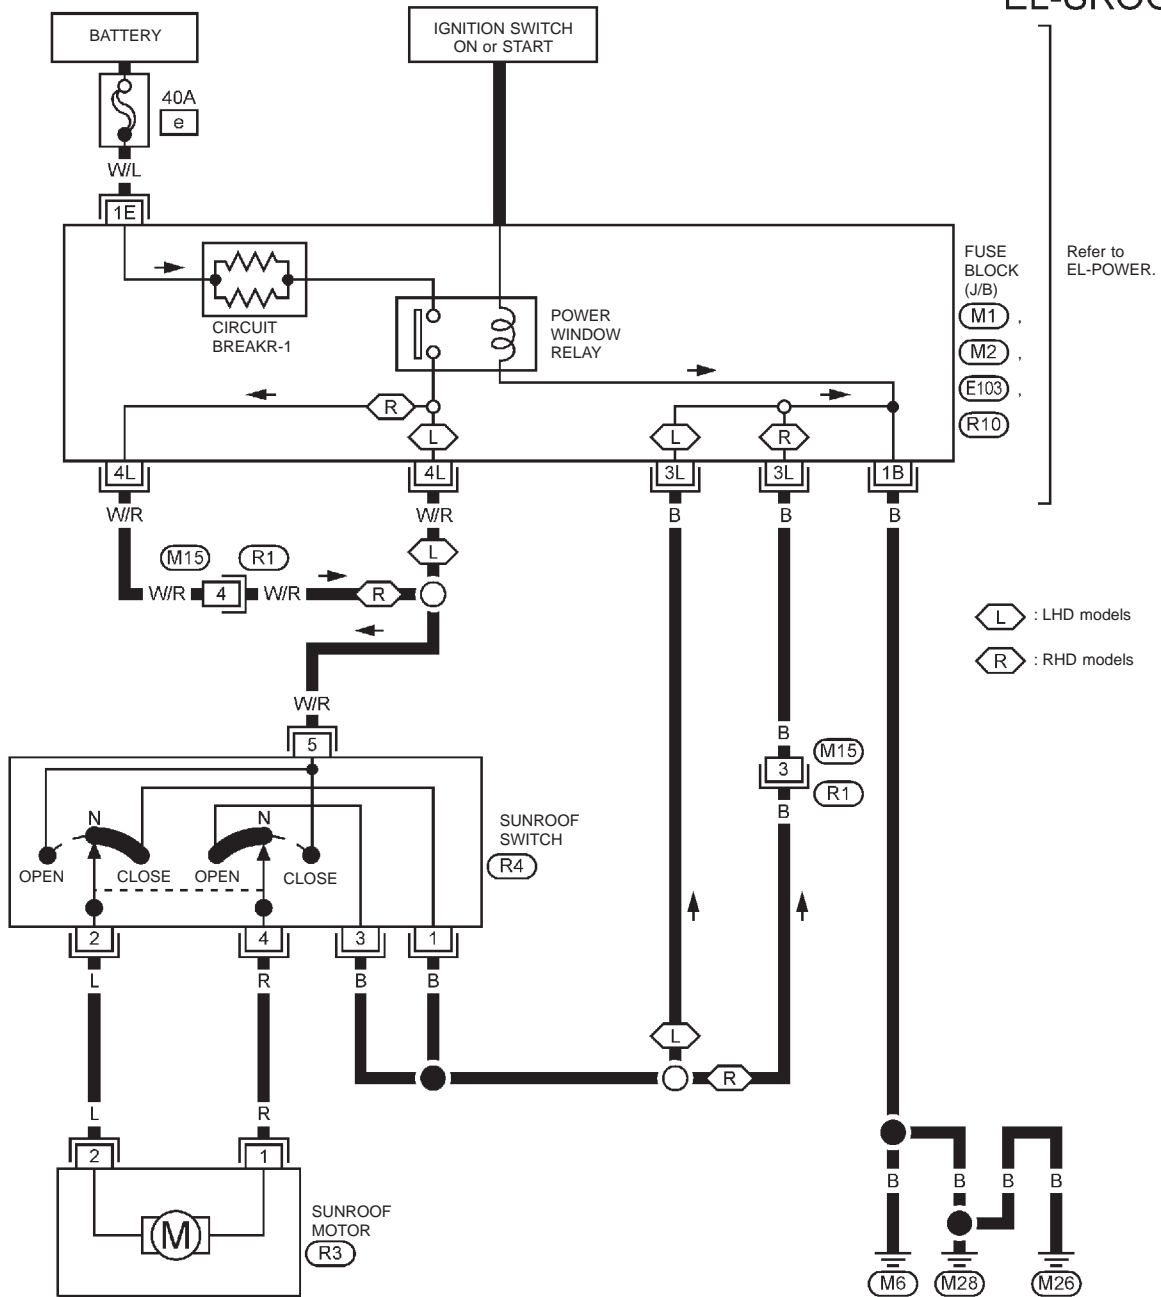 EL-SROO
BATTERY
IGNITION SWITCH
ON or START
40A
e
W/L
1E
FUSE
BLOCK
(J/B)
M1 ,
M2 ,
E103 ,
R10
Refer to
EL-POWER.
CIRCUIT
BREAKR-1
POWER
WINDOW
RELAY
R
L
L
R
4L
4L
3L
3L
1B
W/R
W/R
B
B
B
L
M15
R1
W/R
4
W/R
R
L : LHD models
R : RHD models
W/R
5
B
3
M15
R1
B
SUNROOF
SWITCH
R4
N
N
OPEN
CLOSE
OPEN
CLOSE
2
4
3
1
L
R
B
B
L
R
L
R
2
1
SUNROOF
MOTOR
R3
M
B
B
B
B
M6
M28
M26